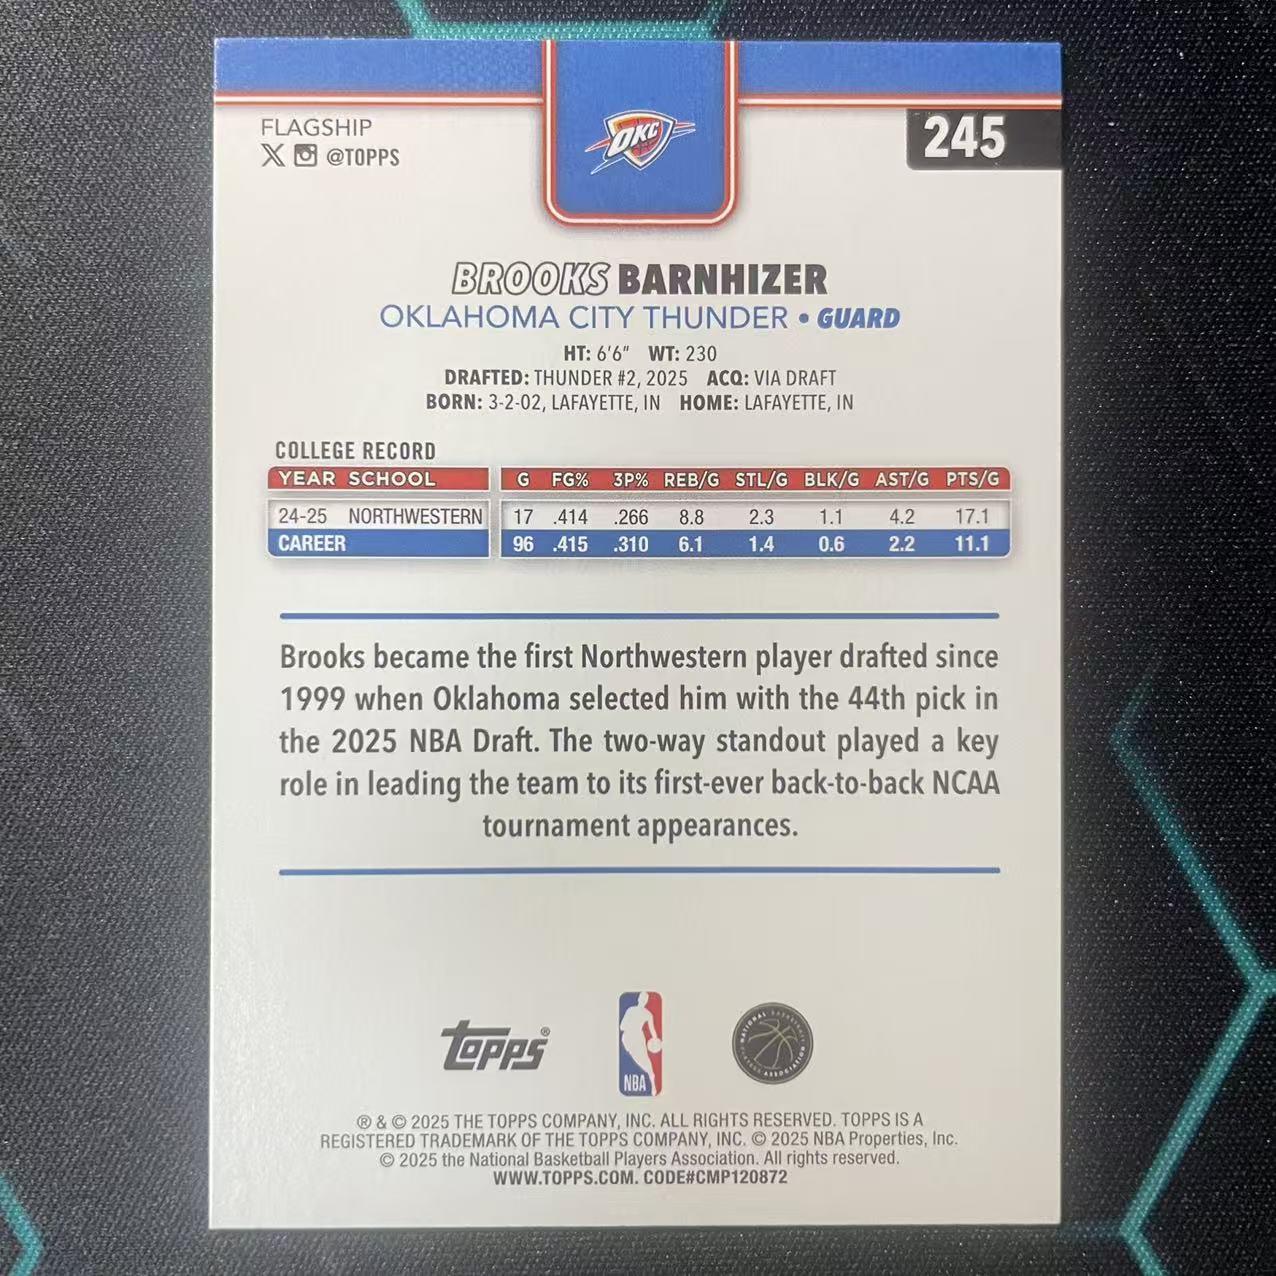 FLAGSHIP
@TOPPS
OKC
245
BROOKS BARNHIZER
OKLAHOMA CITY THUNDER • GUARD
HT: 6'6" WT: 230
DRAFTED: THUNDER #2, 2025 ACQ: VIA DRAFT
BORN: 3-2-02, LAFAYETTE, IN HOME: LAFAYETTE, IN
COLLEGE RECORD
YEAR SCHOOL G FG% 3P% REB/G STL/G BLK/G AST/G PTS/G
24-25 NORTHWESTERN 17 .414 .266 8.8 2.3 1.1 4.2 17.1
CAREER 96 .415 .310 6.1 1.4 0.6 2.2 11.1
Brooks became the first Northwestern player drafted since
1999 when Oklahoma selected him with the 44th pick in
the 2025 NBA Draft. The two-way standout played a key
role in leading the team to its first-ever back-to-back NCAA
tournament appearances.
Topps®
NBA
NATIONAL BASKETBALL PLAYERS ASSOCIATION
® & © 2025 THE TOPPS COMPANY, INC. ALL RIGHTS RESERVED. TOPPS IS A
REGISTERED TRADEMARK OF THE TOPPS COMPANY, INC. © 2025 NBA Properties, Inc.
© 2025 the National Basketball Players Association. All rights reserved.
WWW.TOPPS.COM. CODE#CMP120872